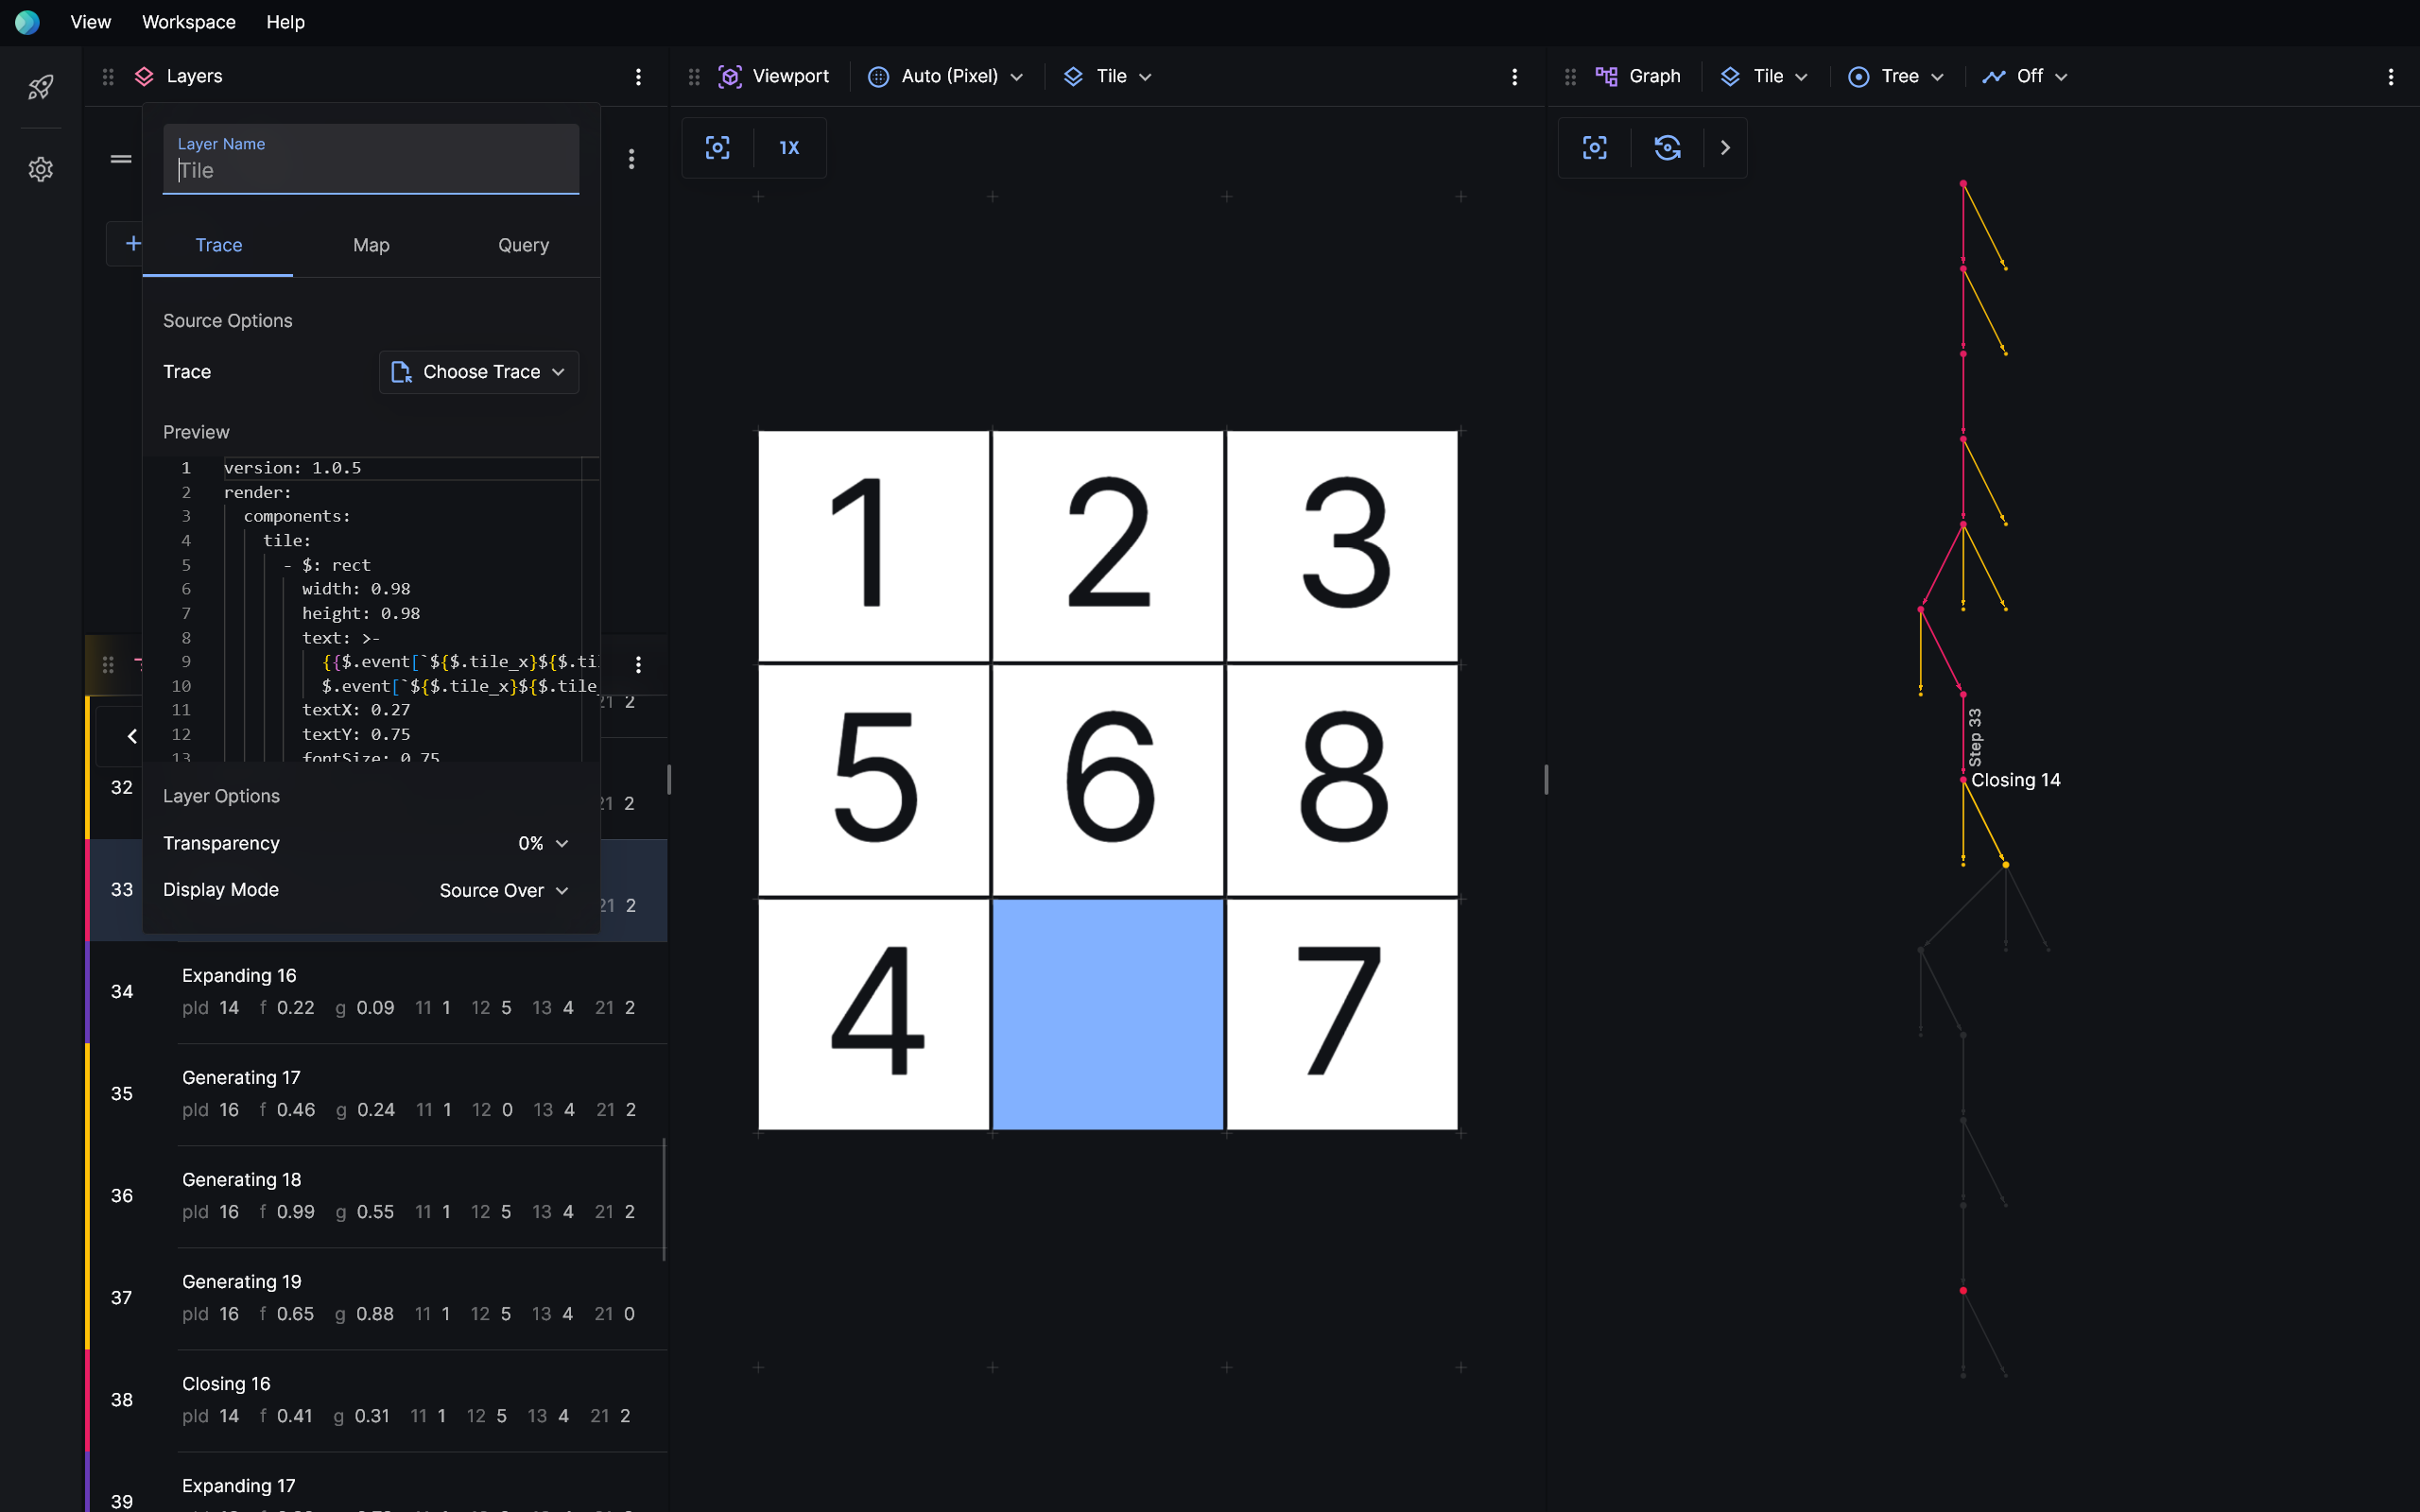 View Workspace Help
Layers
Layer Name
Tile
Trace Map Query
Source Options
Trace Choose Trace
Preview
1 version: 1.0.5
2 render:
3 components:
4 tile:
5 - $: rect
6 width: 0.98
7 height: 0.98
8 text: >-
9 {{$.event[`${$.tile_x}${$.til
10 $.event[`${$.tile_x}${$.tile_
11 textX: 0.27
12 textY: 0.75
13 fontSize: 0.75
Layer Options
Transparency 0%
Display Mode Source Over
21 2
32 21 2
33 21 2
34 Expanding 16
pId 14 f 0.22 g 0.09 11 1 12 5 13 4 21 2
35 Generating 17
pId 16 f 0.46 g 0.24 11 1 12 0 13 4 21 2
36 Generating 18
pId 16 f 0.99 g 0.55 11 1 12 5 13 4 21 2
37 Generating 19
pId 16 f 0.65 g 0.88 11 1 12 5 13 4 21 0
38 Closing 16
pId 14 f 0.41 g 0.31 11 1 12 5 13 4 21 2
39 Expanding 17
Viewport Auto (Pixel) Tile
1X
1 2 3
5 6 8
4 7
Graph Tile Tree Off
Step 33
Closing 14